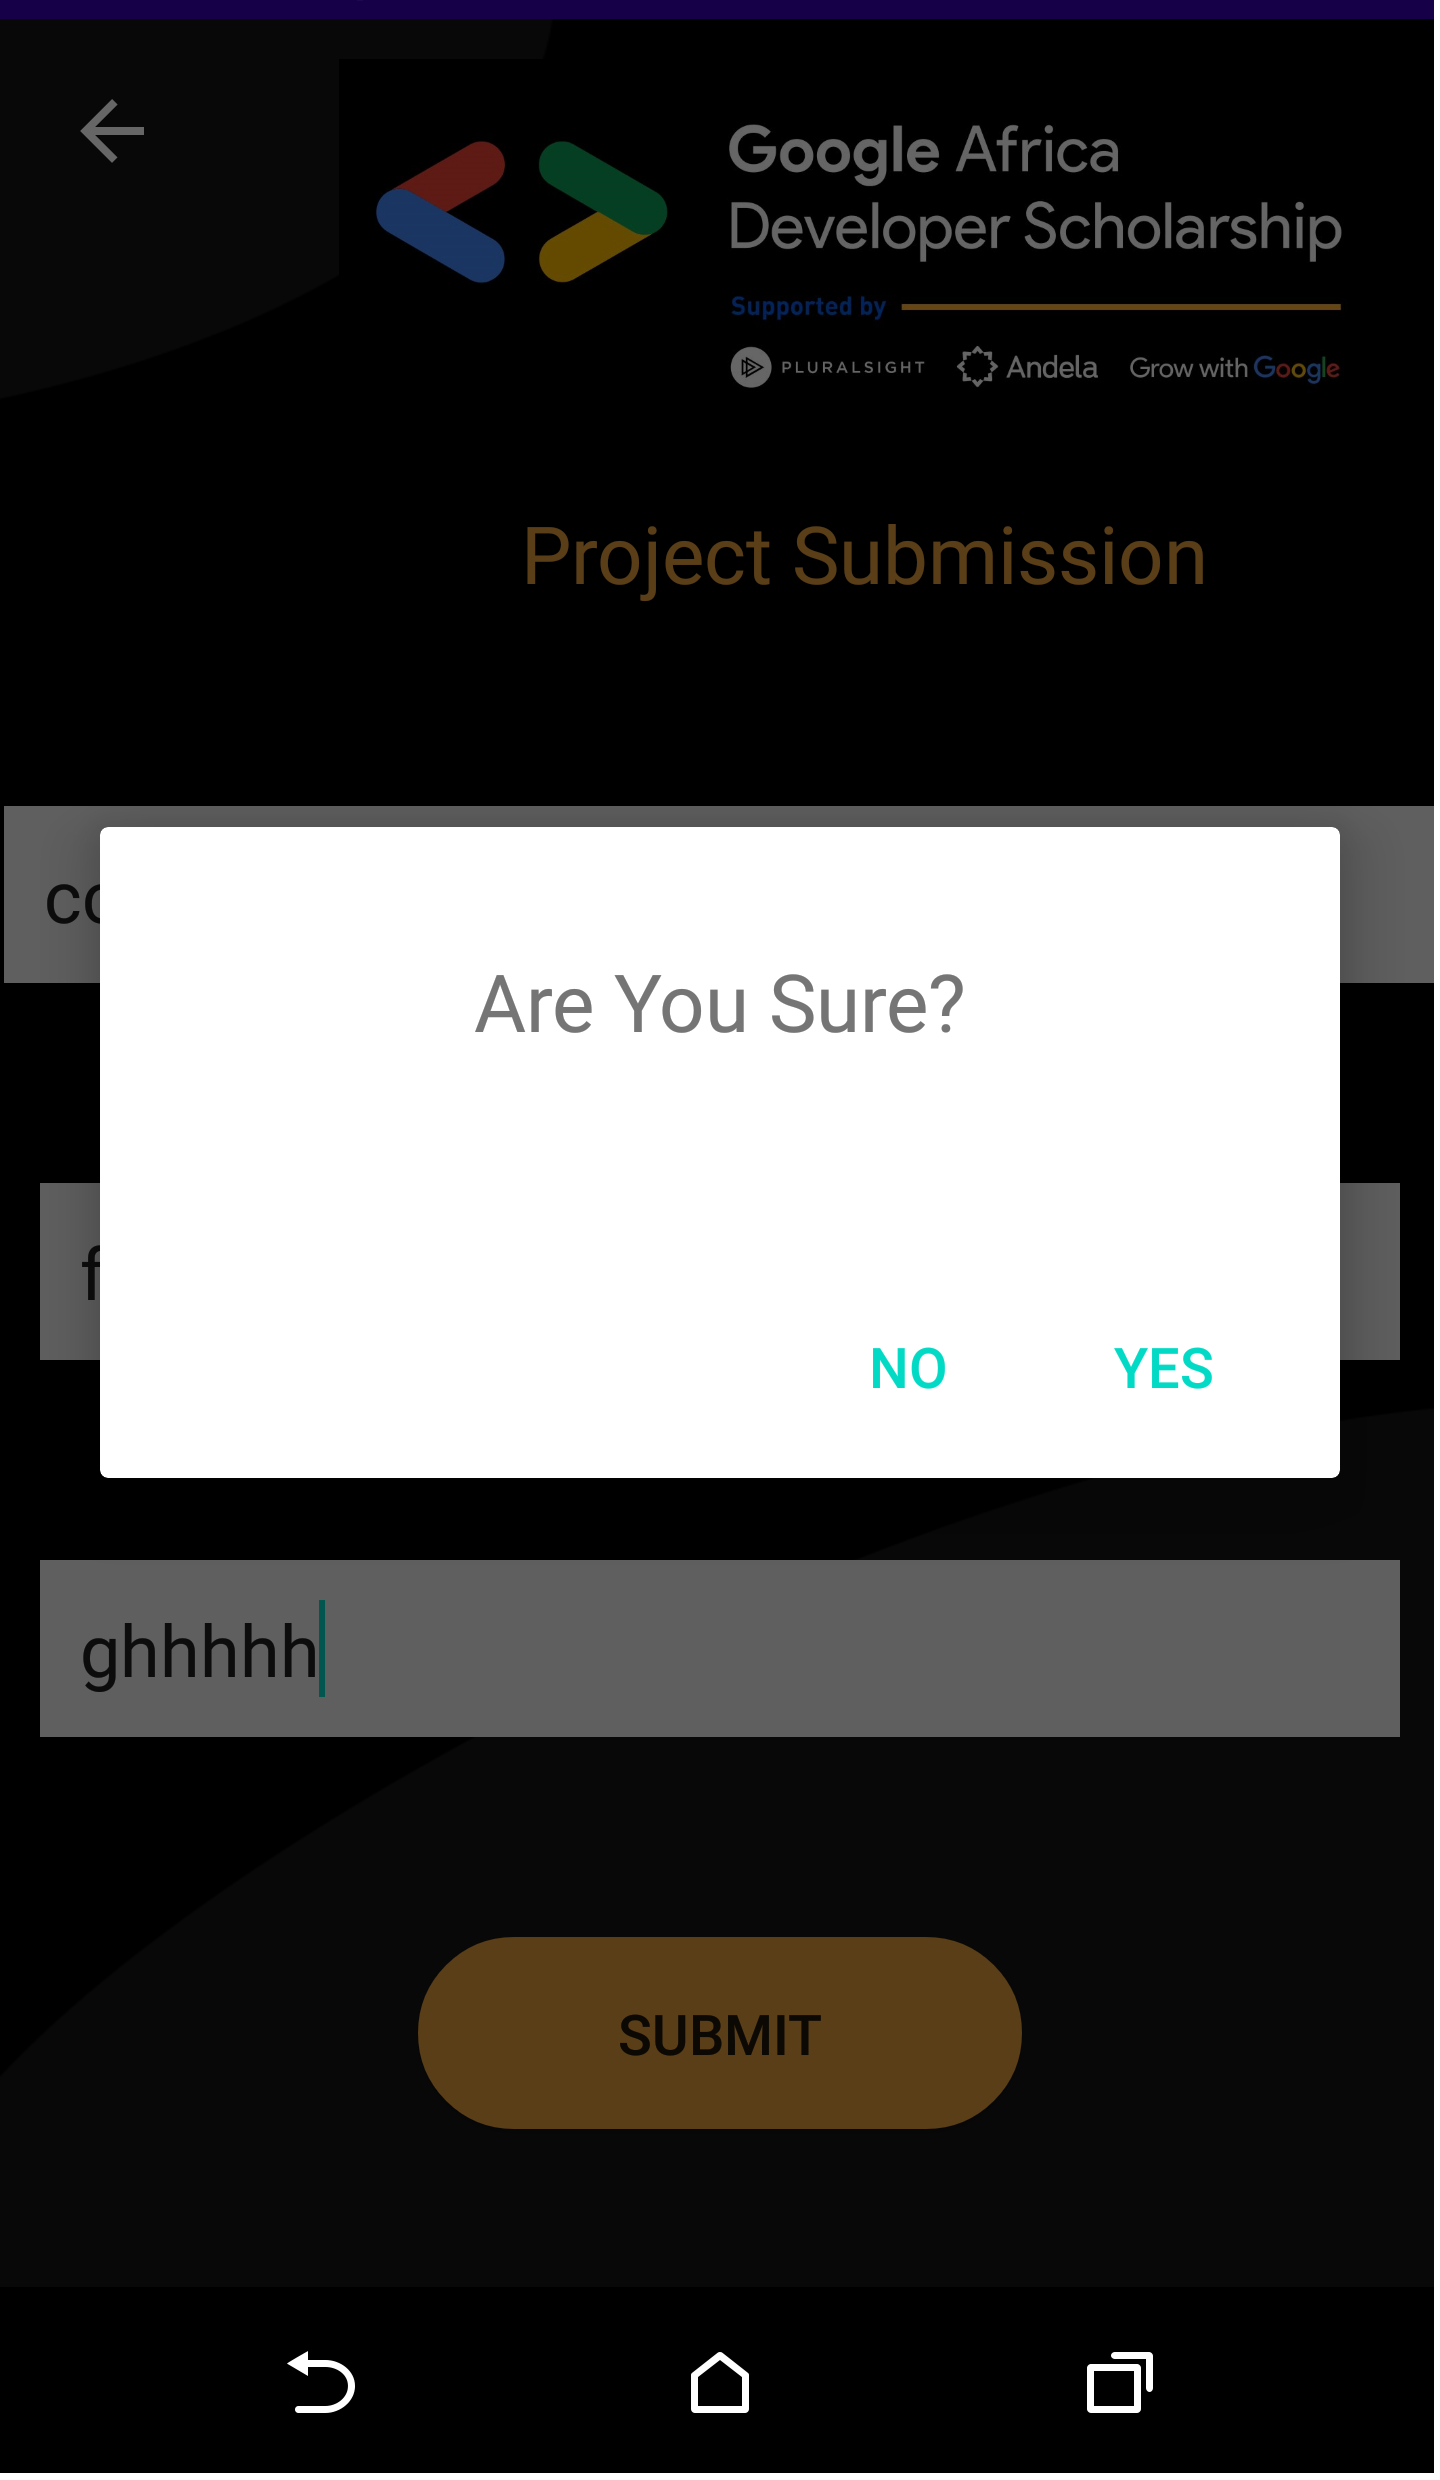 Google Africa
Developer Scholarship
Supported by
PLURALSIGHT Andela Grow with Google
Project Submission
Are You Sure?
NO YES
ghhhhh
SUBMIT